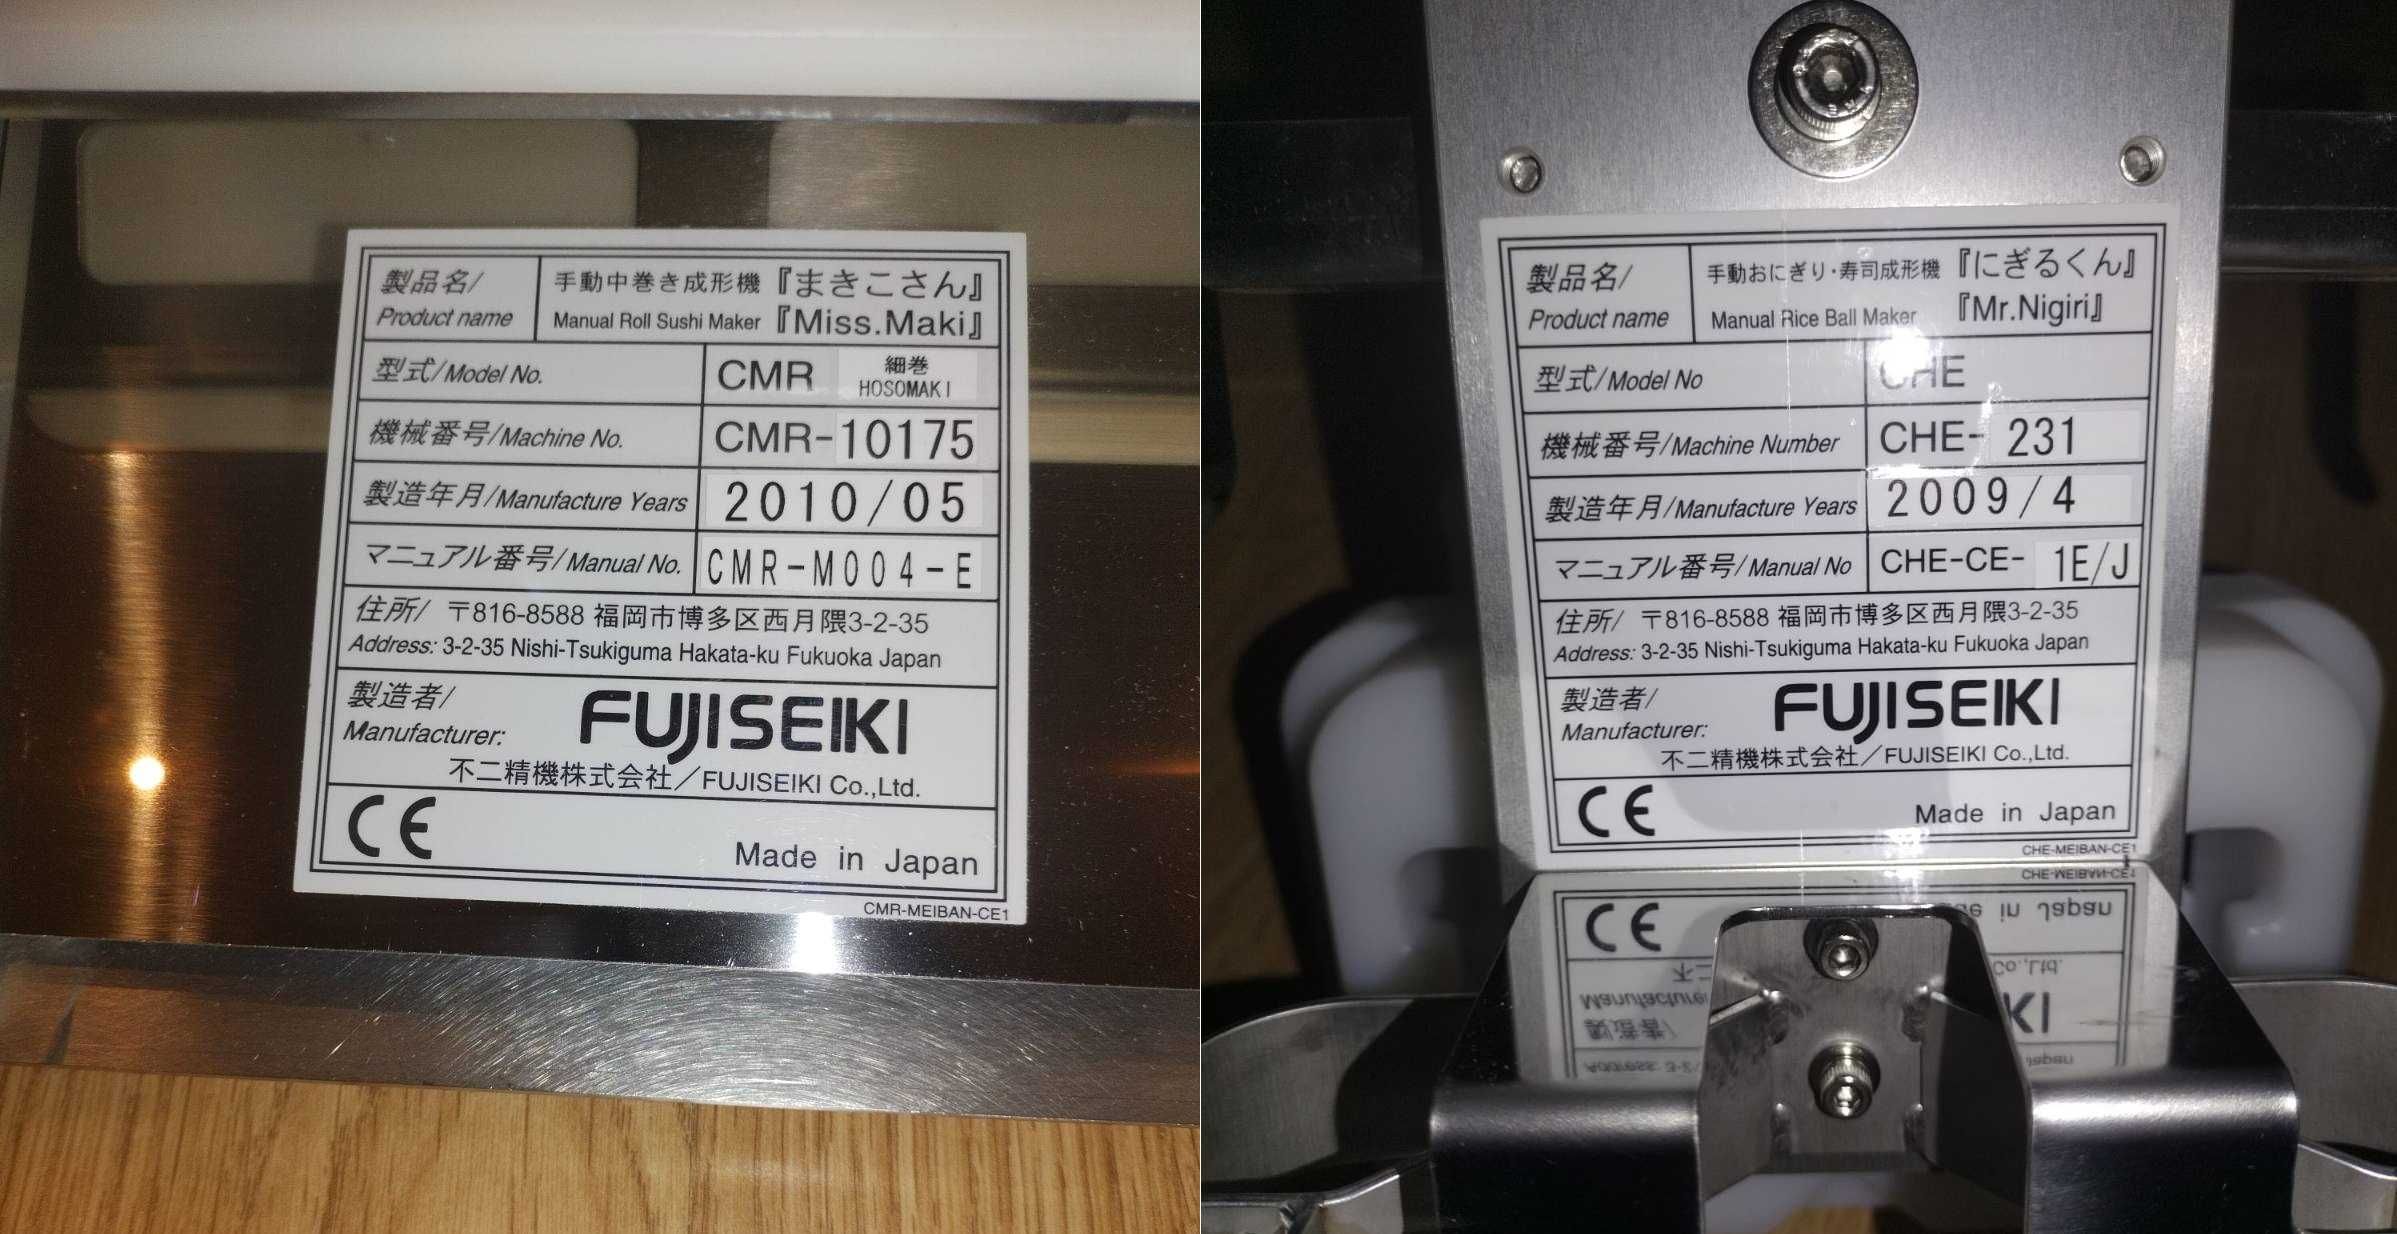 製品名/ 手動中巻き成形機『まきこさん』
Product name Manual Roll Sushi Maker『Miss.Maki』
型式/Model No. CMR 細巻
HOSOMAKI
機械番号/Machine No. CMR-10175
製造年月/Manufacture Years 2010/05
マニュアル番号/Manual No. CMR-M004-E
住所/ 〒816-8588 福岡市博多区西月隈3-2-35
Address: 3-2-35 Nishi-Tsukiguma Hakata-ku Fukuoka Japan
製造者/
Manufacturer: FUJISEIKI
不二精機株式会社/FUJISEIKI Co.,Ltd.
CE Made in Japan
CMR-MEIBAN-CE1
製品名/ 手動おにぎり・寿司成形機『にぎるくん』
Product name Manual Rice Ball Maker『Mr.Nigiri』
型式/Model No CHE
機械番号/Machine Number CHE-231
製造年月/Manufacture Years 2009/4
マニュアル番号/Manual No CHE-CE-1E/J
住所/ 〒816-8588 福岡市博多区西月隈3-2-35
Address: 3-2-35 Nishi-Tsukiguma Hakata-ku Fukuoka Japan
製造者/
Manufacturer: FUJISEIKI
不二精機株式会社/FUJISEIKI Co.,Ltd.
CE Made in Japan
CHE-MEIBAN-CE1